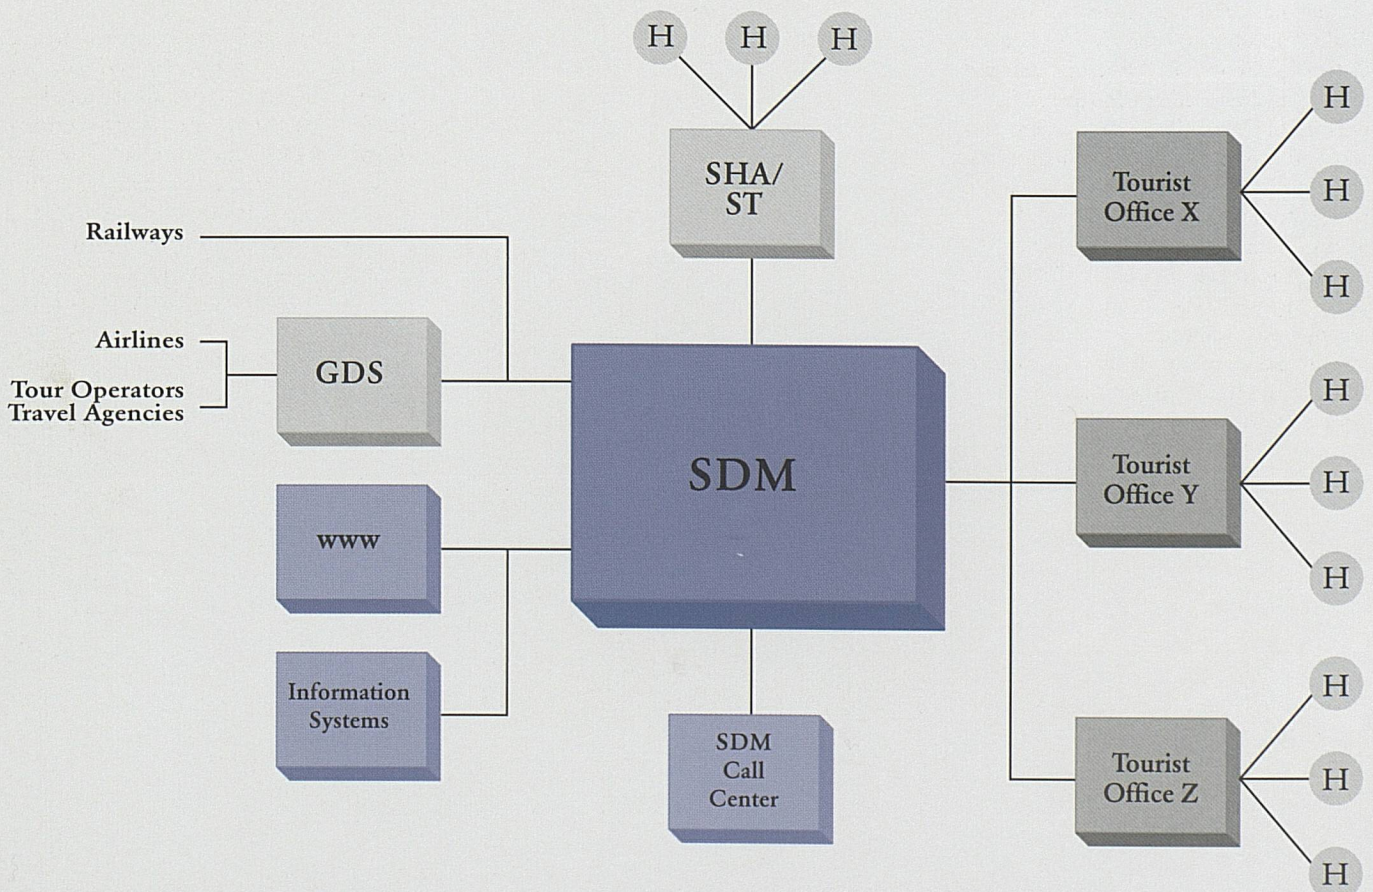 H
H
H
SHA/
ST
Railways
Airlines
Tour Operators
Travel Agencies
GDS
www
Information
Systems
SDM
SDM
Call
Center
Tourist
Office X
H
H
H
Tourist
Office Y
H
H
H
Tourist
Office Z
H
H
H